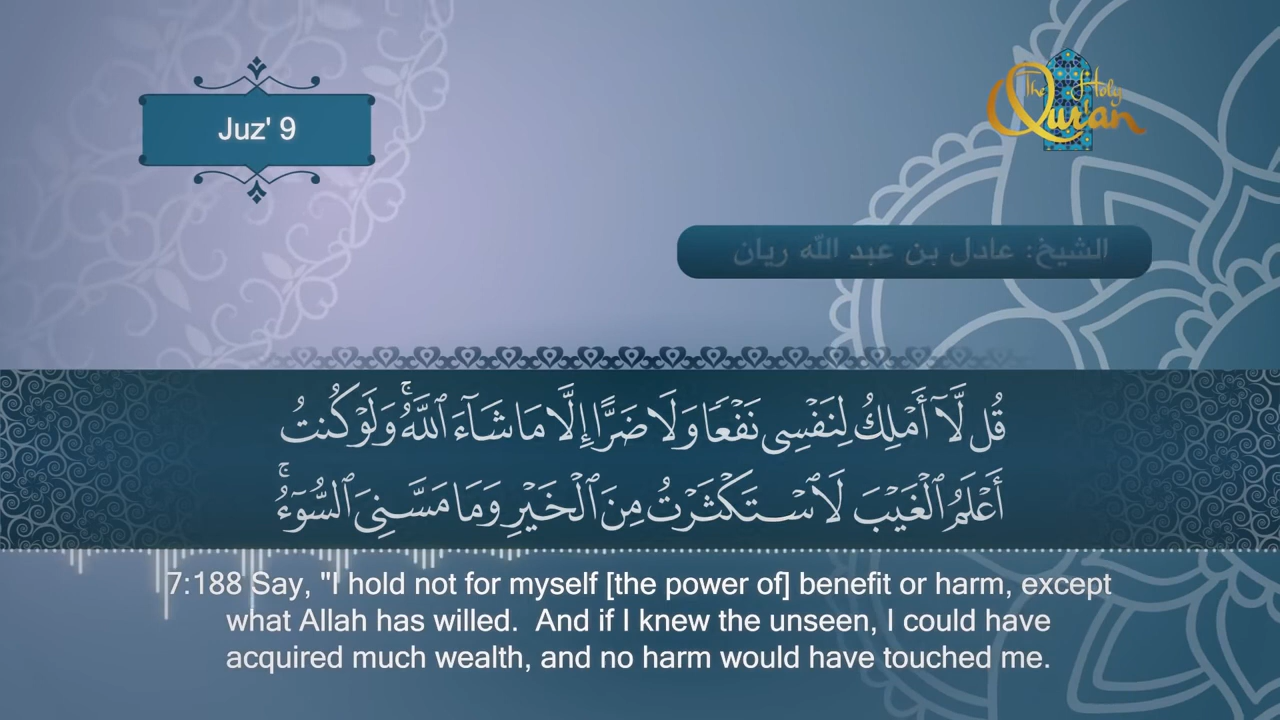 Juz' 9
The Holy
Qur'an
الشيخ: عادل بن عبد الله ريان
قُل لَّآ أَمْلِكُ لِنَفْسِى نَفْعًا وَلَا ضَرًّا إِلَّا مَا شَآءَ ٱللَّهُ ۚ وَلَوْ كُنتُ
أَعْلَمُ ٱلْغَيْبَ لَٱسْتَكْثَرْتُ مِنَ ٱلْخَيْرِ وَمَا مَسَّنِىَ ٱلسُّوٓءُ ۚ
7:188 Say, "I hold not for myself [the power of] benefit or harm, except
what Allah has willed.  And if I knew the unseen, I could have
acquired much wealth, and no harm would have touched me.